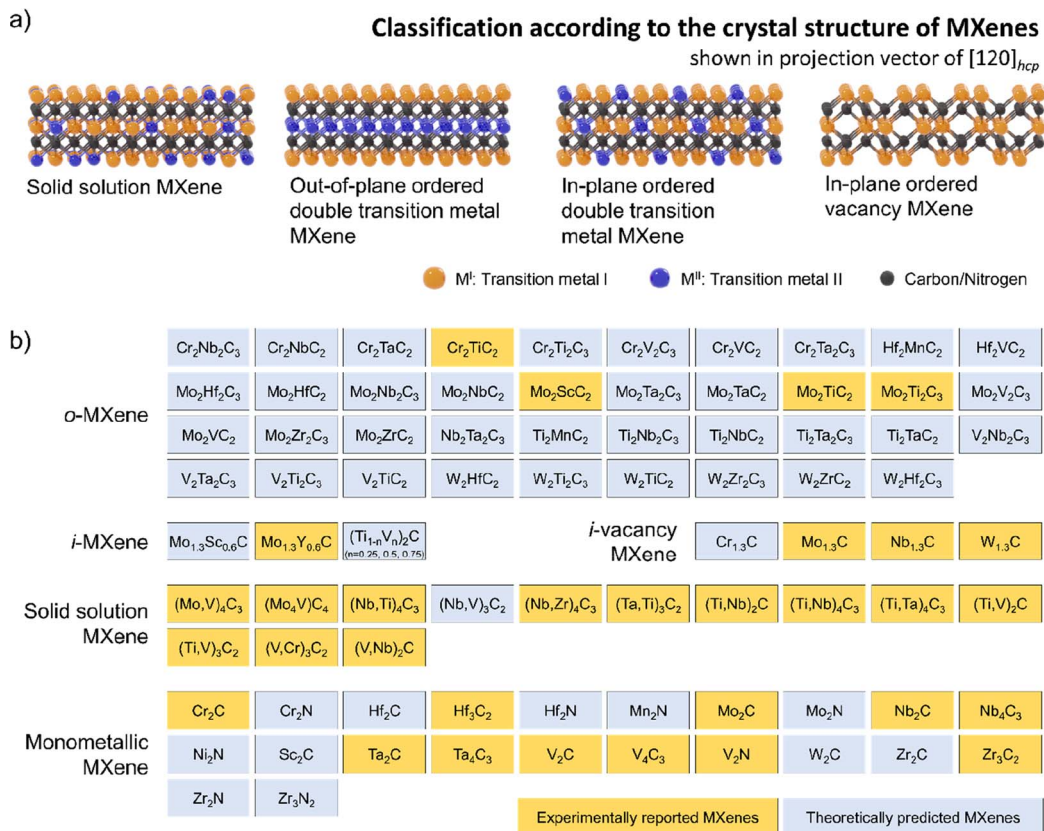 a)
Classification according to the crystal structure of MXenes
shown in projection vector of [120]hcp
Solid solution MXene
Out-of-plane ordered
double transition metal
MXene
In-plane ordered
double transition
metal MXene
In-plane ordered
vacancy MXene
Mᴵ: Transition metal I
Mᴵᴵ: Transition metal II
Carbon/Nitrogen
b)
o-MXene
Cr₂Nb₂C₃ Cr₂NbC₂ Cr₂TaC₂ Cr₂TiC₂ Cr₂Ti₂C₃ Cr₂V₂C₃ Cr₂VC₂ Cr₂Ta₂C₃ Hf₂MnC₂ Hf₂VC₂
Mo₂Hf₂C₃ Mo₂HfC₂ Mo₂Nb₂C₃ Mo₂NbC₂ Mo₂ScC₂ Mo₂Ta₂C₃ Mo₂TaC₂ Mo₂TiC₂ Mo₂Ti₂C₃ Mo₂V₂C₃
Mo₂VC₂ Mo₂Zr₂C₃ Mo₂ZrC₂ Nb₂Ta₂C₃ Ti₂MnC₂ Ti₂Nb₂C₃ Ti₂NbC₂ Ti₂Ta₂C₃ Ti₂TaC₂ V₂Nb₂C₃
V₂Ta₂C₃ V₂Ti₂C₃ V₂TiC₂ W₂HfC₂ W₂Ti₂C₃ W₂TiC₂ W₂Zr₂C₃ W₂ZrC₂ W₂Hf₂C₃
i-MXene
Mo₁.₃Sc₀.₆C Mo₁.₃Y₀.₆C (Ti₁₋ₙVₙ)₂C
(n=0.25, 0.5, 0.75)
i-vacancy
MXene
Cr₁.₃C Mo₁.₃C Nb₁.₃C W₁.₃C
Solid solution
MXene
(Mo,V)₄C₃ (Mo₄V)C₄ (Nb,Ti)₄C₃ (Nb,V)₃C₂ (Nb,Zr)₄C₃ (Ta,Ti)₃C₂ (Ti,Nb)₂C (Ti,Nb)₄C₃ (Ti,Ta)₄C₃ (Ti,V)₂C
(Ti,V)₃C₂ (V,Cr)₃C₂ (V,Nb)₂C
Monometallic
MXene
Cr₂C Cr₂N Hf₂C Hf₃C₂ Hf₂N Mn₂N Mo₂C Mo₂N Nb₂C Nb₄C₃
Ni₂N Sc₂C Ta₂C Ta₄C₃ V₂C V₄C₃ V₂N W₂C Zr₂C Zr₃C₂
Zr₂N Zr₃N₂
Experimentally reported MXenes
Theoretically predicted MXenes